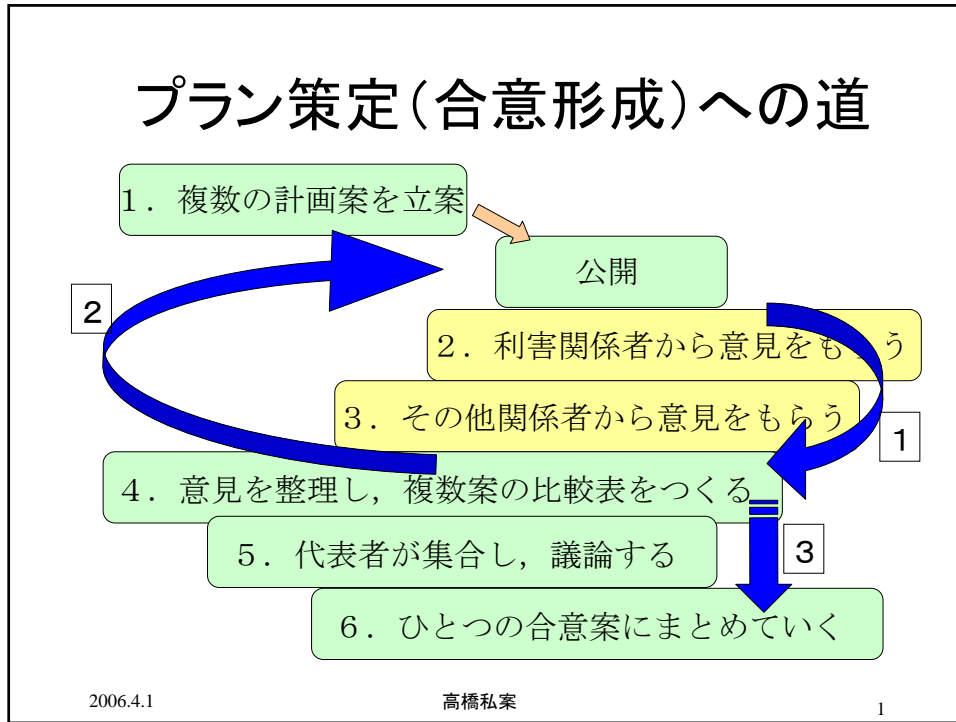 プラン策定(合意形成)への道
１．複数の計画案を立案
公開
2
２．利害関係者から意見をもらう
３．その他関係者から意見をもらう
1
４．意見を整理し，複数案の比較表をつくる
５．代表者が集合し，議論する
3
６．ひとつの合意案にまとめていく
2006.4.1
高橋私案
1